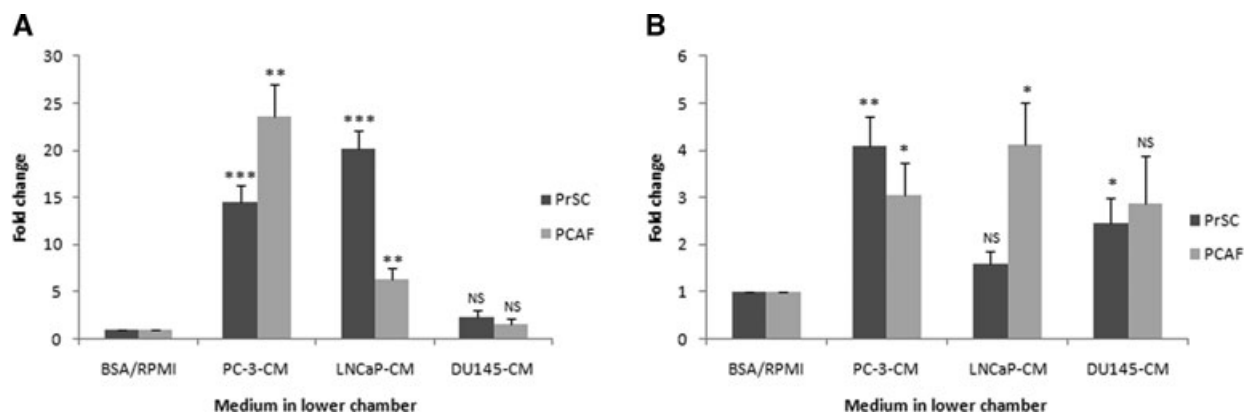 A
30
25
20
15
10
5
0
Fold change
***
**
***
**
NS
NS
BSA/RPMI
PC-3-CM
LNCaP-CM
DU145-CM
Medium in lower chamber
PrSC
PCAF
B
6
5
4
3
2
1
0
Fold change
**
*
NS
*
*
NS
BSA/RPMI
PC-3-CM
LNCaP-CM
DU145-CM
Medium in lower chamber
PrSC
PCAF